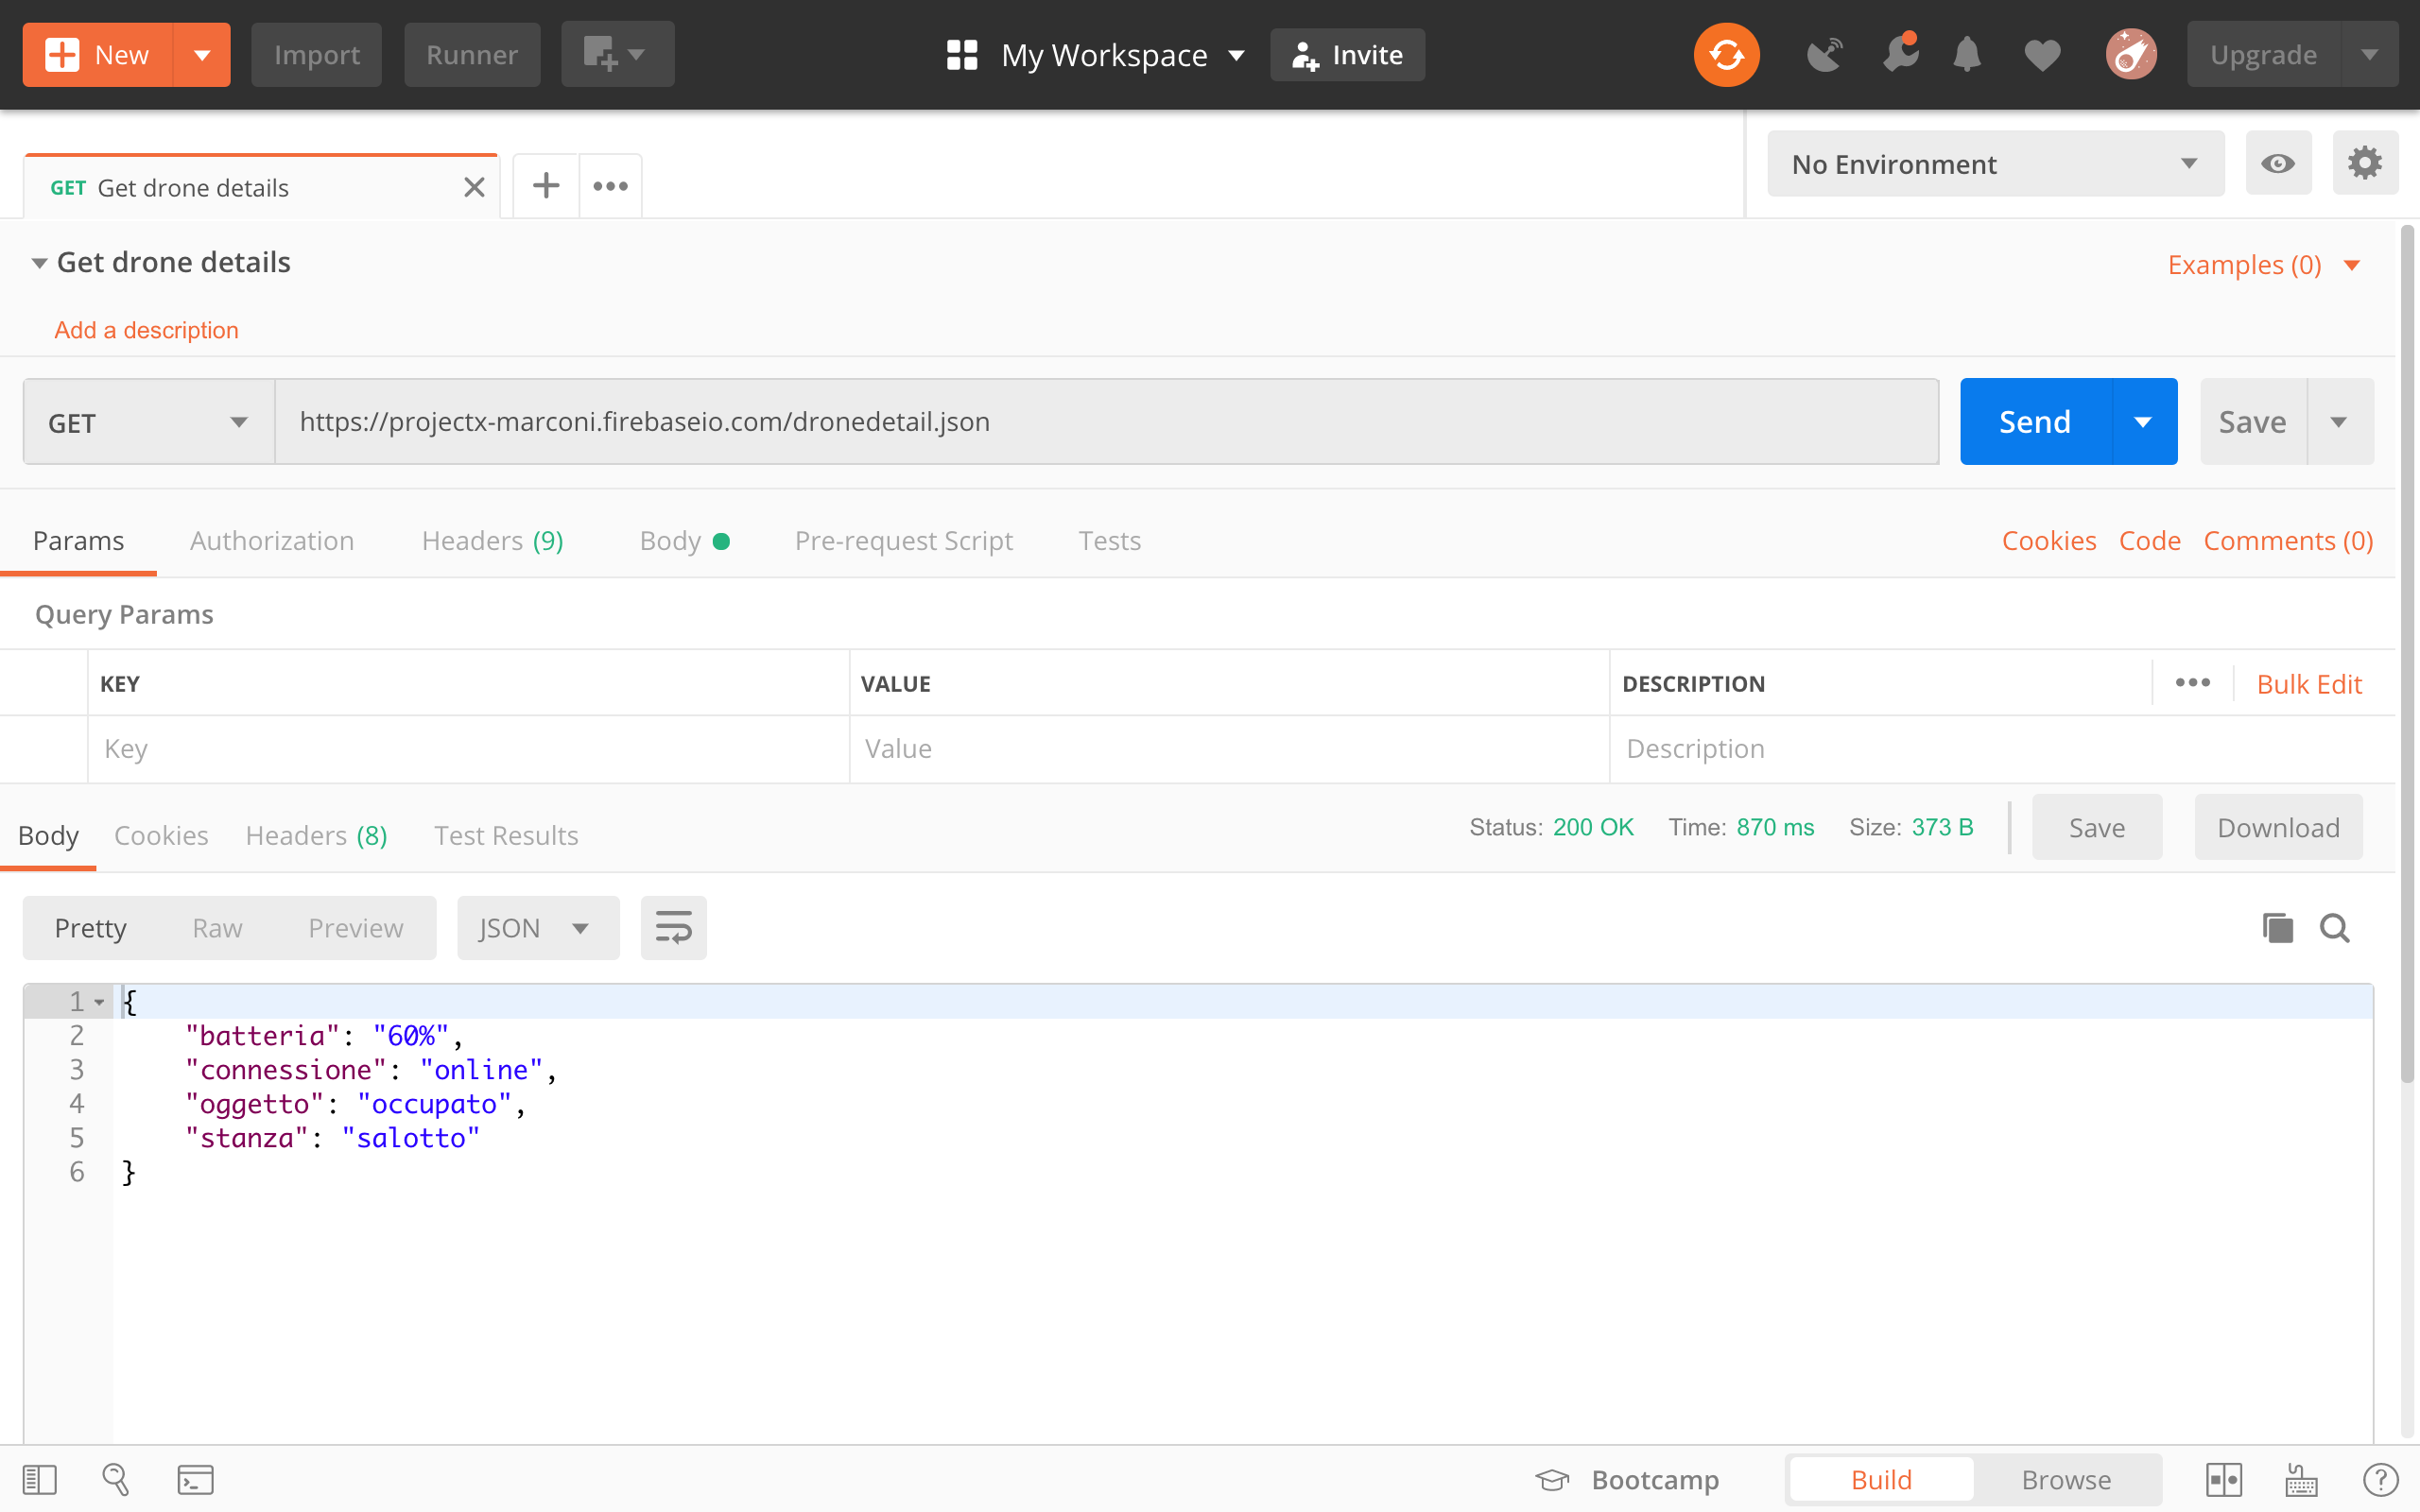 New Import Runner My Workspace Invite Upgrade
GET Get drone details No Environment
Get drone details Examples (0)
Add a description
GET https://projectx-marconi.firebaseio.com/dronedetail.json Send Save
Params Authorization Headers (9) Body Pre-request Script Tests Cookies Code Comments (0)
Query Params
KEY VALUE DESCRIPTION Bulk Edit
Key Value Description
Body Cookies Headers (8) Test Results Status: 200 OK Time: 870 ms Size: 373 B Save Download
Pretty Raw Preview JSON
1 {
2 "batteria": "60%",
3 "connessione": "online",
4 "oggetto": "occupato",
5 "stanza": "salotto"
6 }
Bootcamp Build Browse